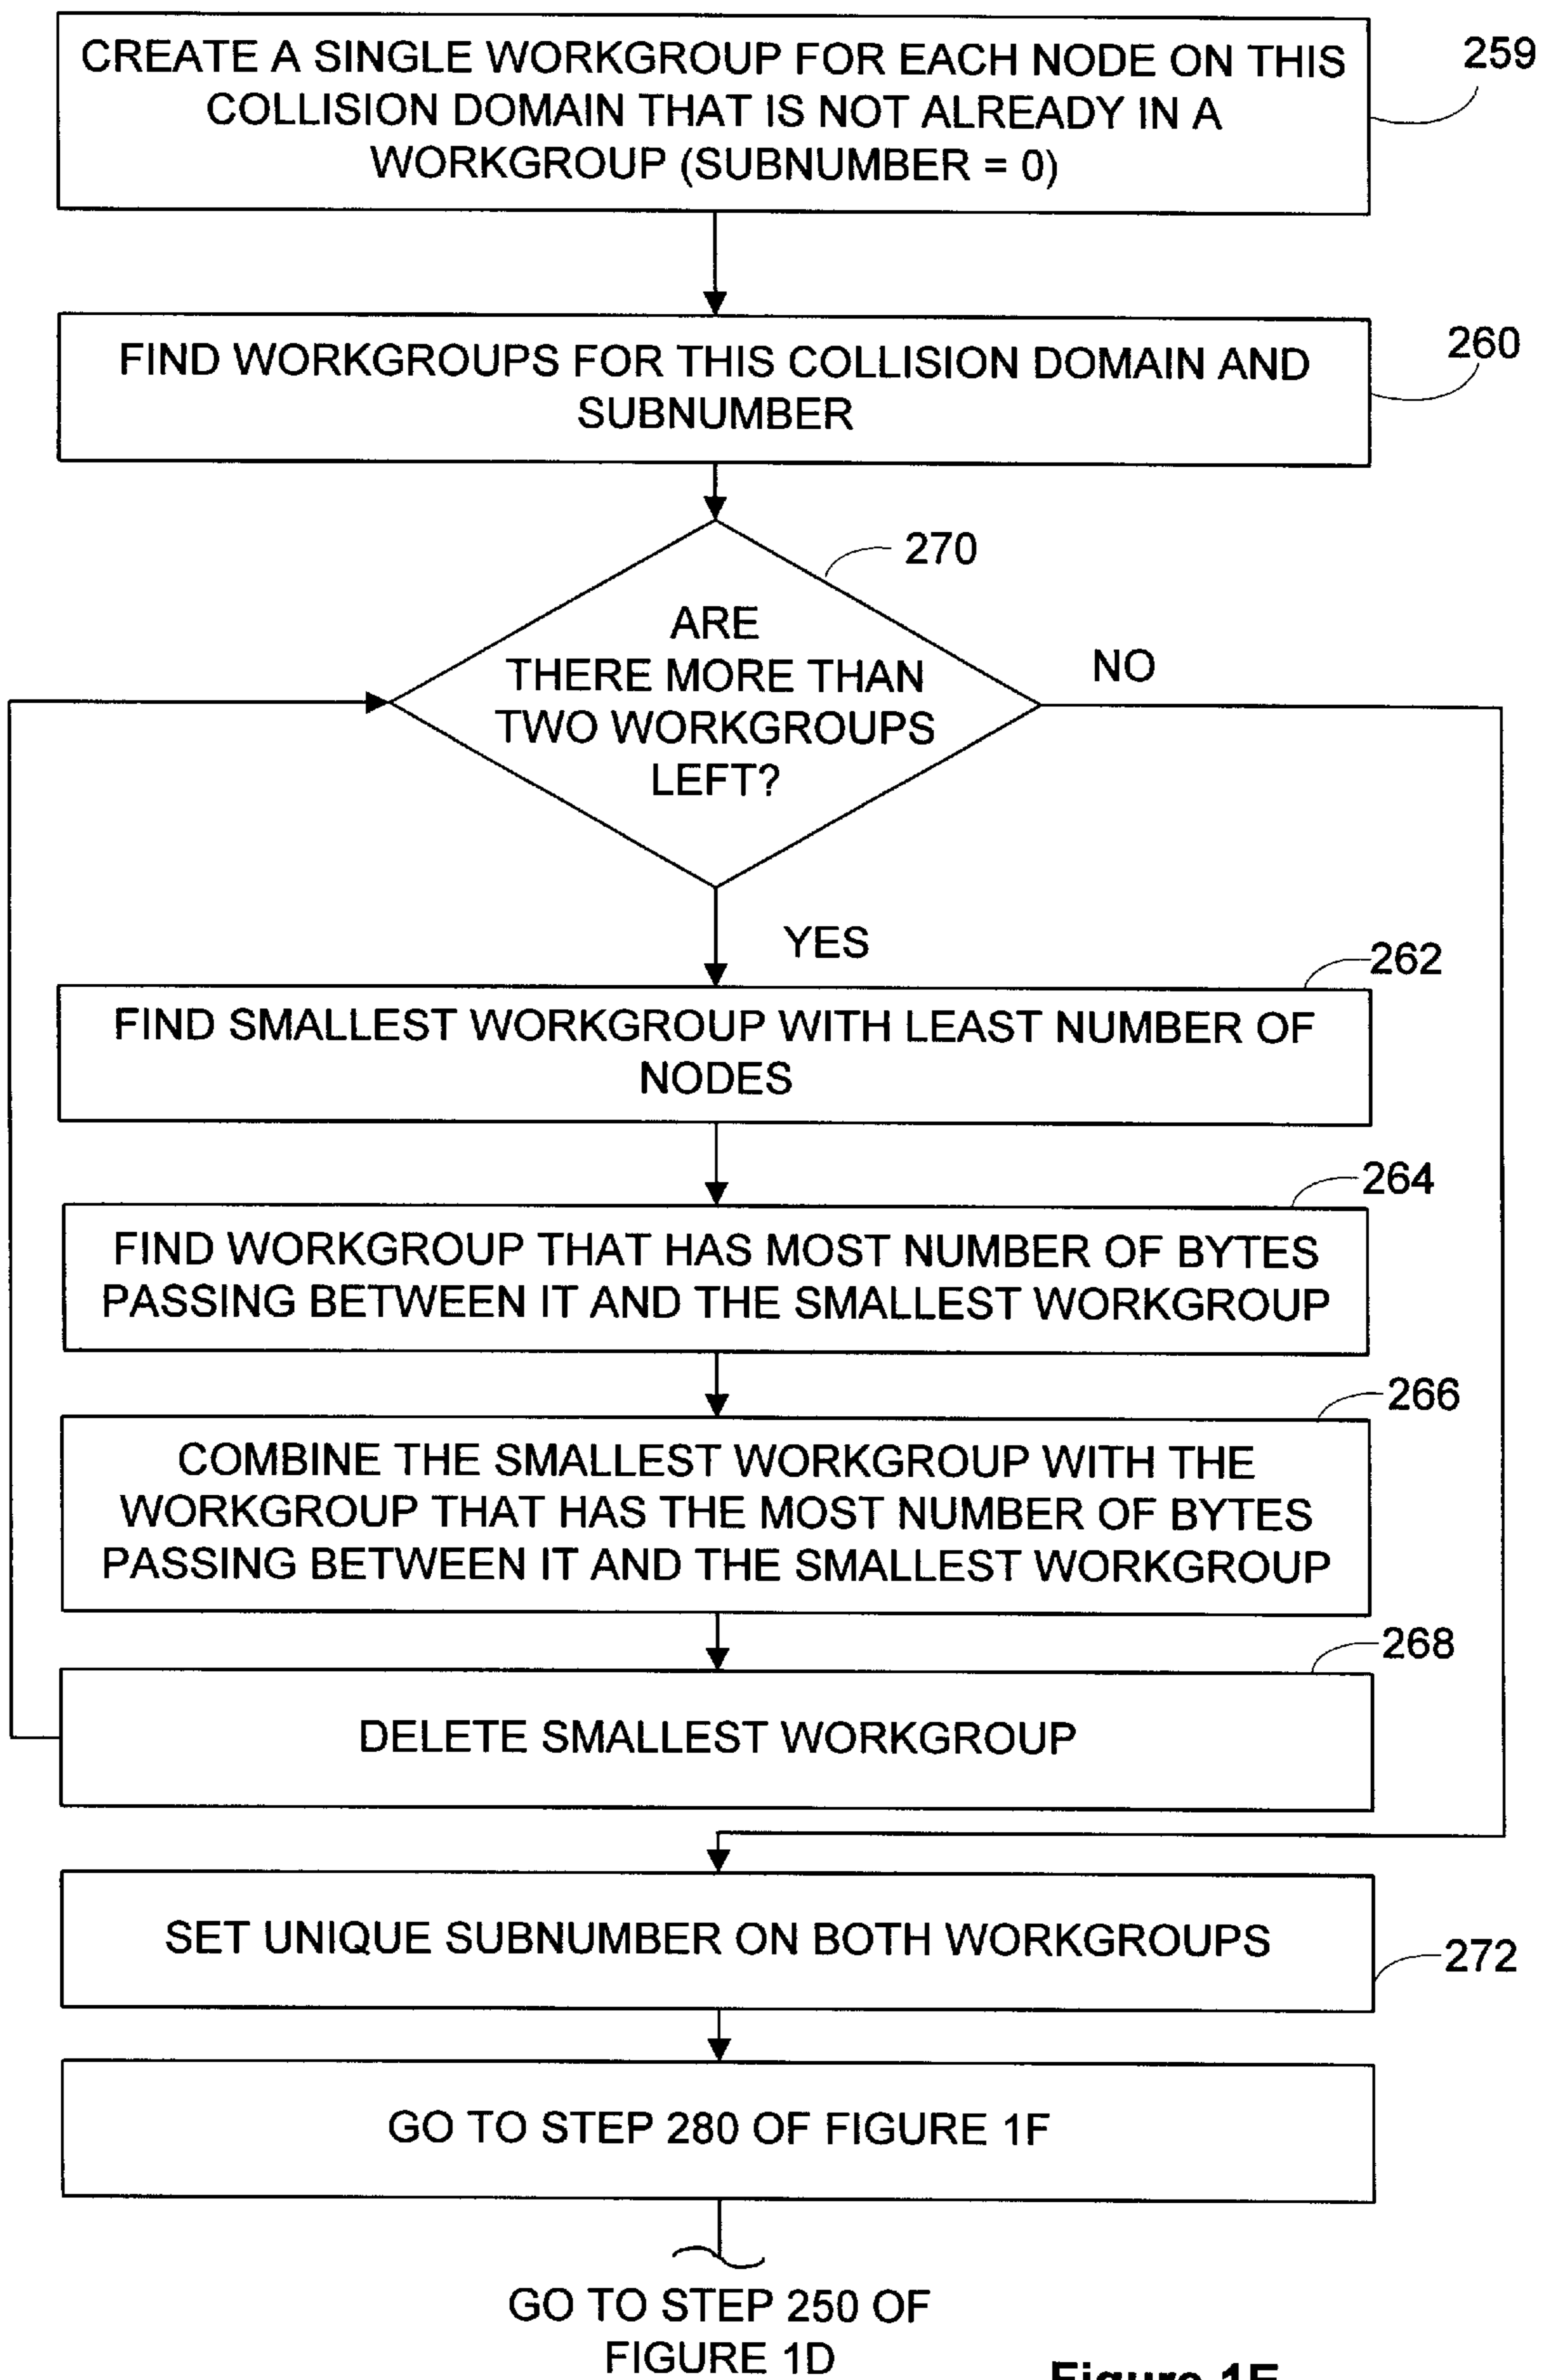 CREATE A SINGLE WORKGROUP FOR EACH NODE ON THIS
COLLISION DOMAIN THAT IS NOT ALREADY IN A
WORKGROUP (SUBNUMBER = 0)
259
FIND WORKGROUPS FOR THIS COLLISION DOMAIN AND
SUBNUMBER
260
270
ARE
THERE MORE THAN
TWO WORKGROUPS
LEFT?
NO
YES
262
FIND SMALLEST WORKGROUP WITH LEAST NUMBER OF
NODES
264
FIND WORKGROUP THAT HAS MOST NUMBER OF BYTES
PASSING BETWEEN IT AND THE SMALLEST WORKGROUP
266
COMBINE THE SMALLEST WORKGROUP WITH THE
WORKGROUP THAT HAS THE MOST NUMBER OF BYTES
PASSING BETWEEN IT AND THE SMALLEST WORKGROUP
268
DELETE SMALLEST WORKGROUP
SET UNIQUE SUBNUMBER ON BOTH WORKGROUPS
272
GO TO STEP 280 OF FIGURE 1F
GO TO STEP 250 OF
FIGURE 1D
Figure 1E